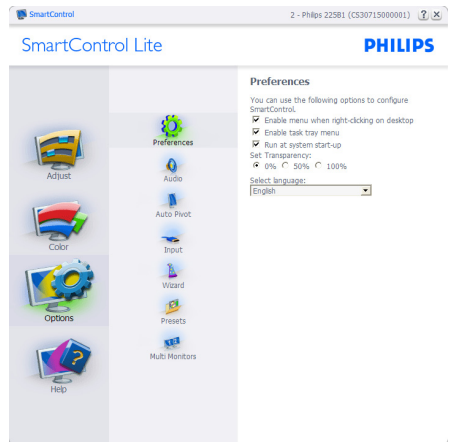 SmartControl
2 - Philips 225B1 (CS30715000001)
SmartControl Lite
PHILIPS
Adjust
Color
Options
Help
Preferences
Audio
Auto Pivot
Input
Wizard
Presets
Multi Monitors
Preferences
You can use the following options to configure
SmartControl.
Enable menu when right-clicking on desktop
Enable task tray menu
Run at system start-up
Set Transparency:
0% 50% 100%
Select language:
English